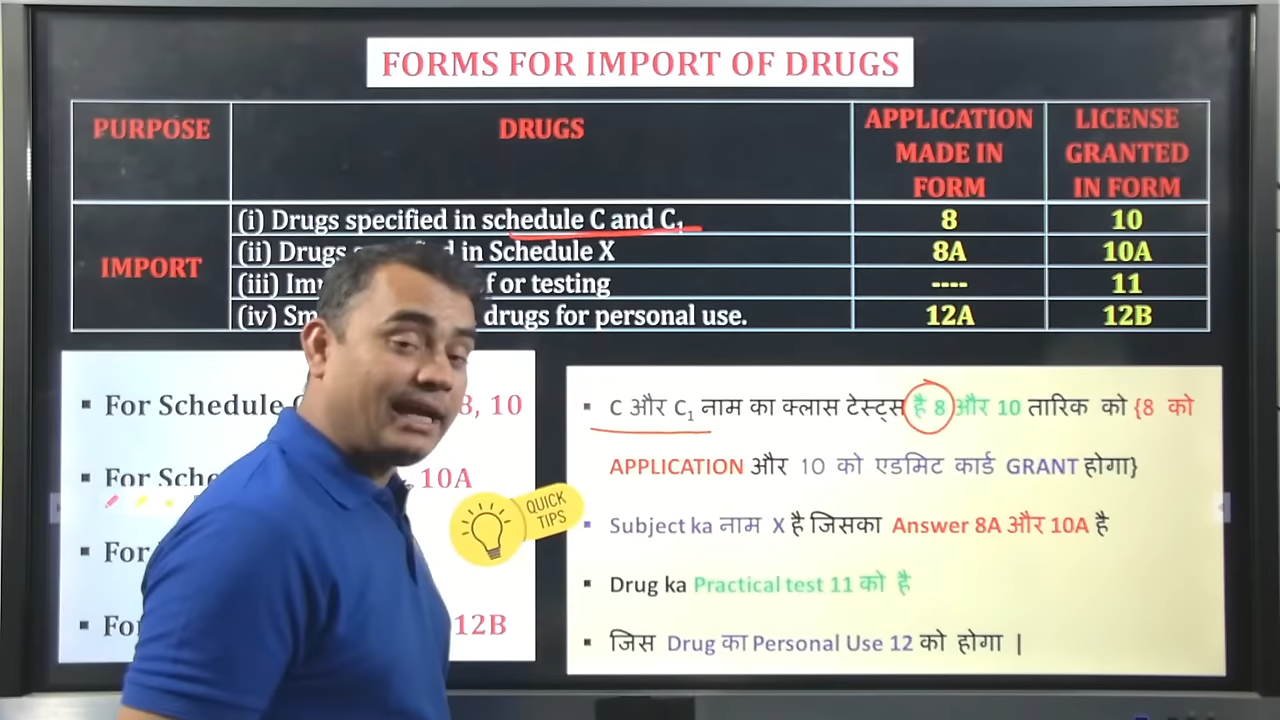 FORMS FOR IMPORT OF DRUGS
PURPOSE
DRUGS
APPLICATION
MADE IN
FORM
LICENSE
GRANTED
IN FORM
IMPORT
(i) Drugs specified in schedule C and C₁
8
10
(ii) Drugs in Schedule X
8A
10A
(iii) or testing
----
11
(iv) drugs for personal use.
12A
12B
▪ For Schedule 8, 10
▪ For 10A
▪ For
▪ 12B
QUICK
TIPS
▪ C और C₁ नाम का क्लास टेस्ट्स है 8 और 10 तारिक को {8 को
APPLICATION और 10 को एडमिट कार्ड GRANT होगा}
▪ Subject ka नाम X है जिसका Answer 8A और 10A है
▪ Drug ka Practical test 11 को है
▪ जिस Drug का Personal Use 12 को होगा |